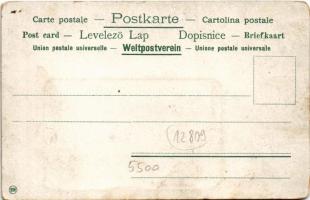 Carte postale — Postkarte — Cartolina postale
Post card — Levelező Lap Dopisnice — Briefkaart
Union postale universelle — Weltpostverein — Unione postale universale
12809
5500